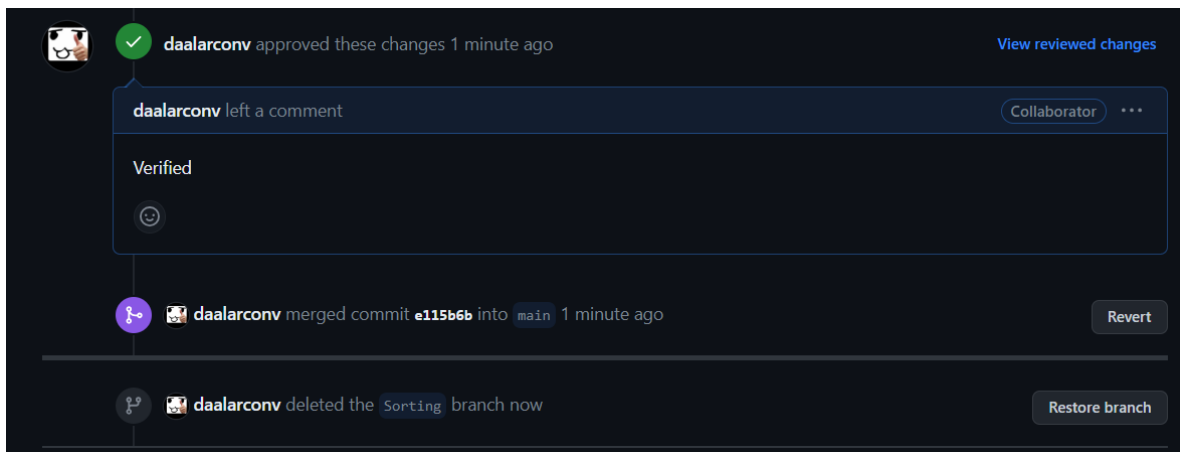 daalarconv approved these changes 1 minute ago
View reviewed changes
daalarconv left a comment
Collaborator
Verified
daalarconv merged commit e115b6b into main 1 minute ago
Revert
daalarconv deleted the Sorting branch now
Restore branch